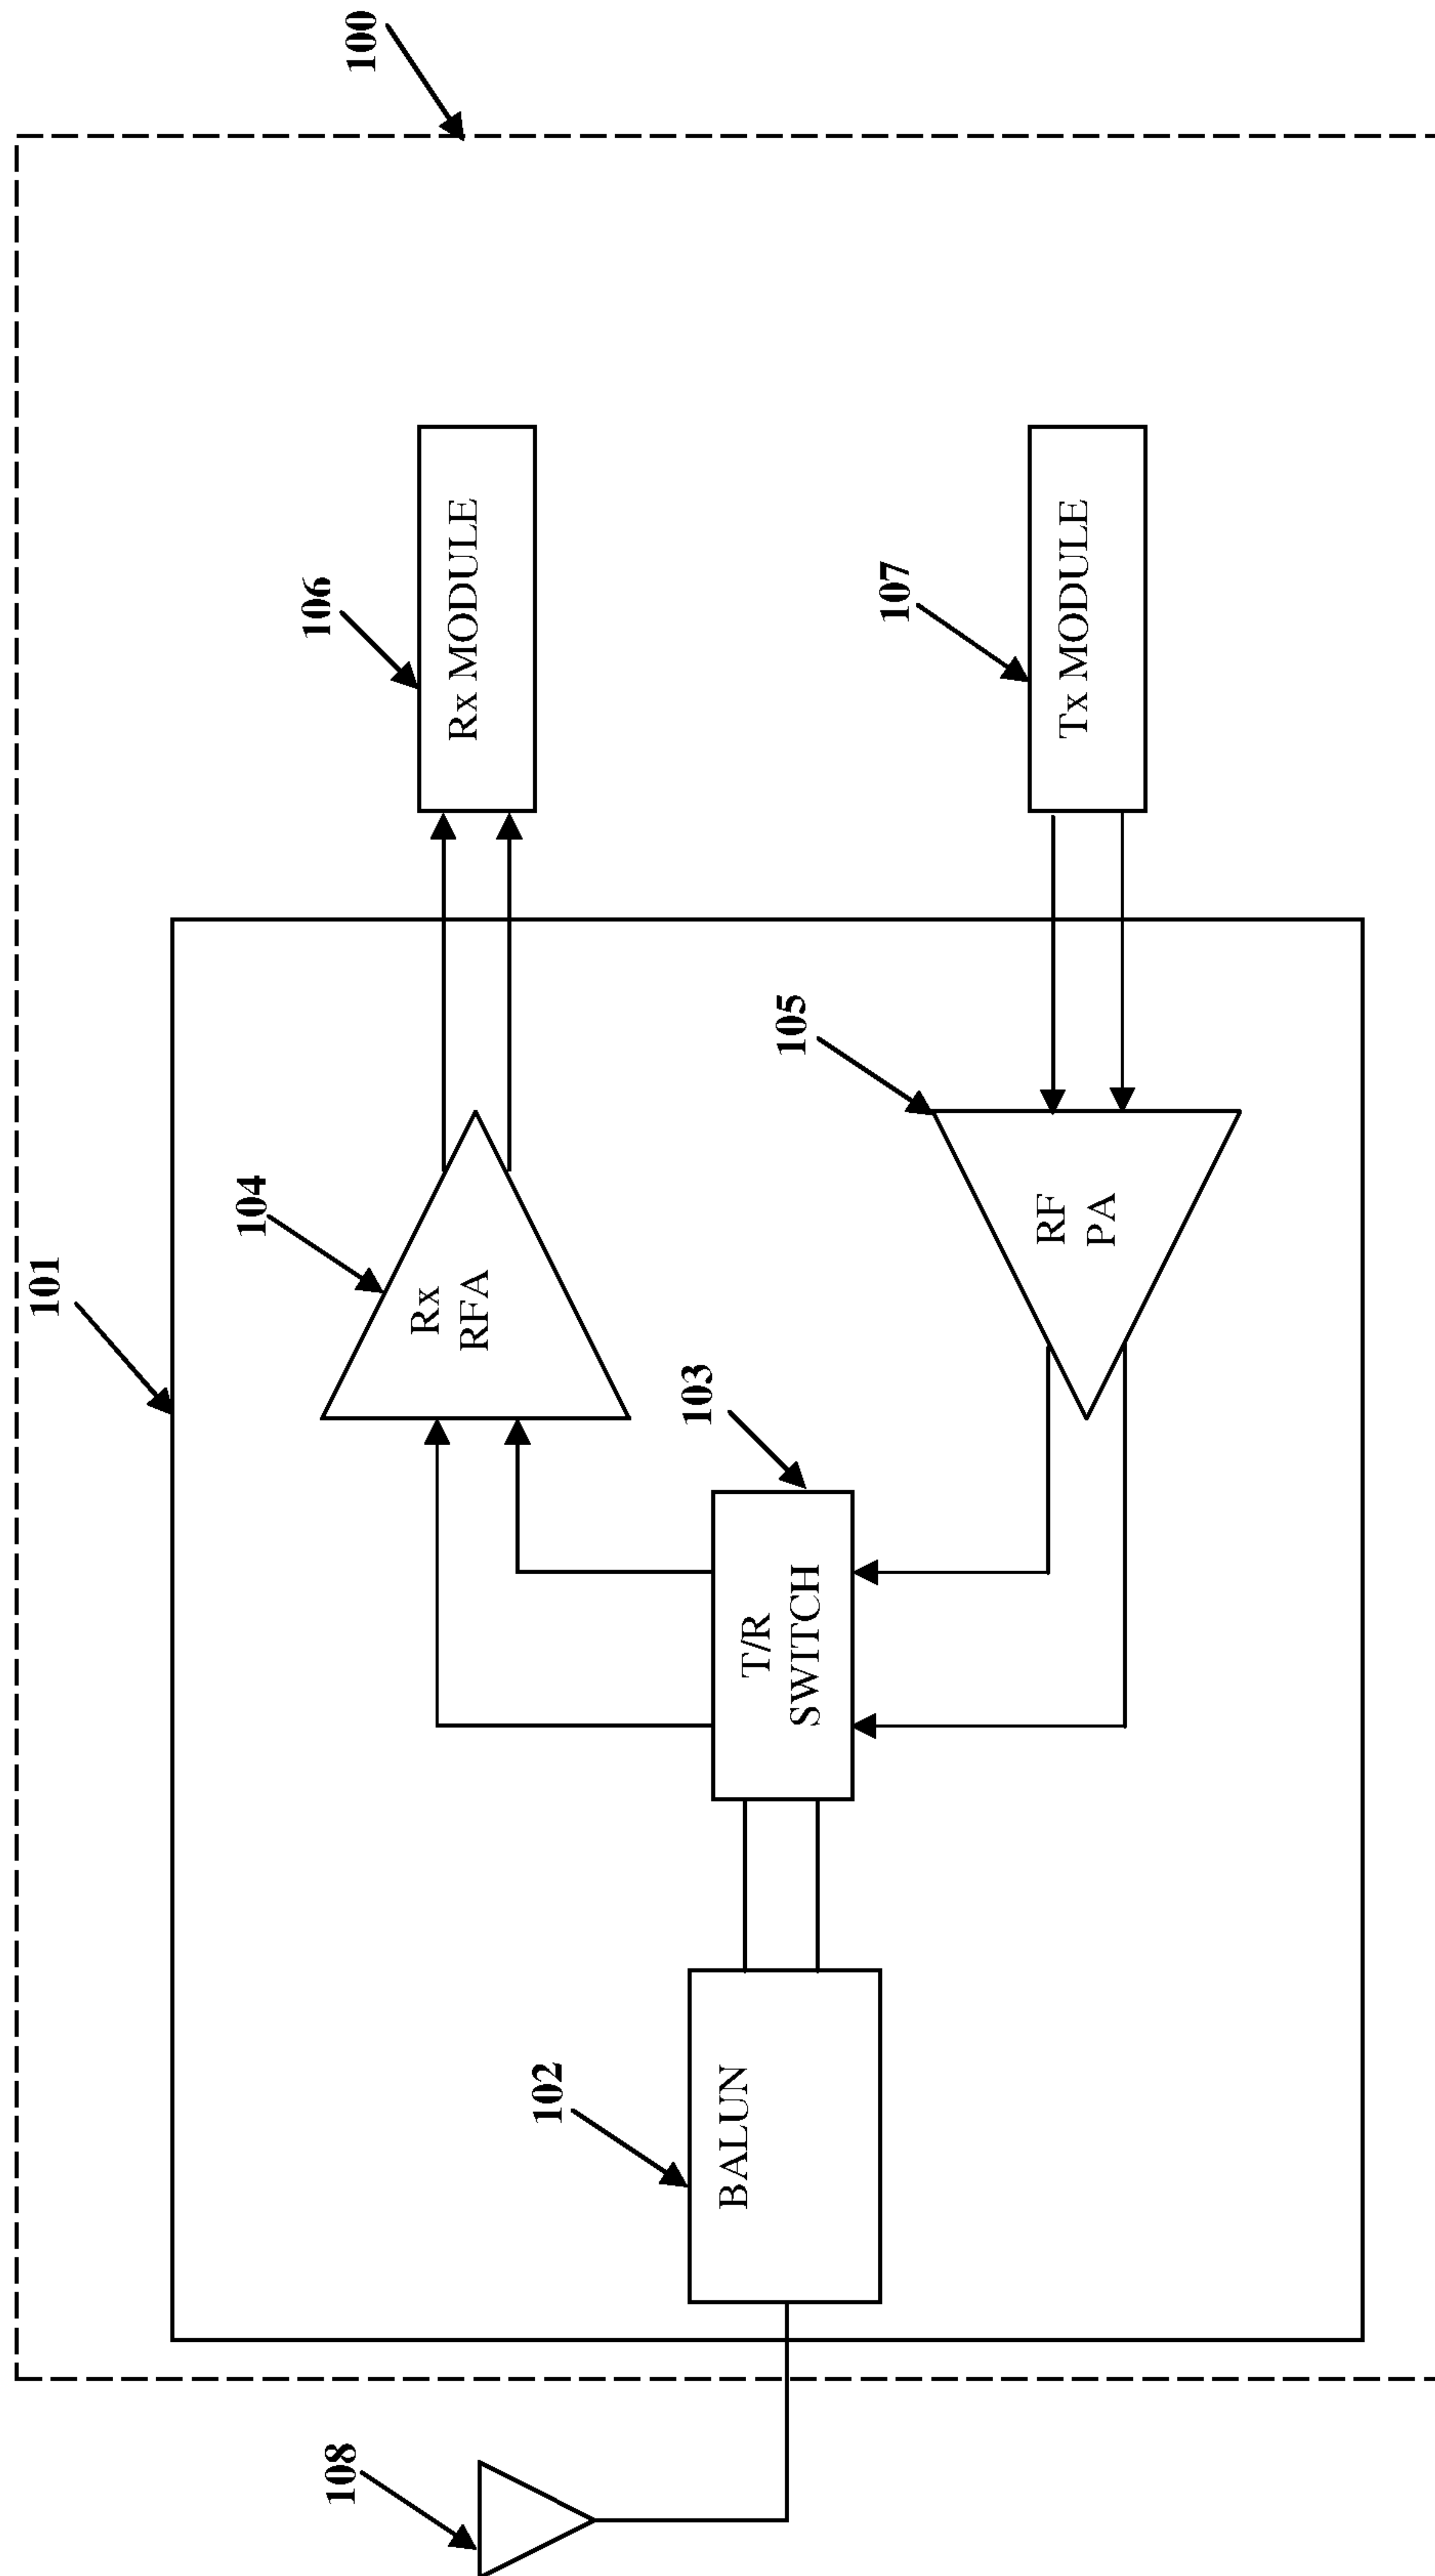 100
101
104
106
Rx MODULE
Rx
RFA
108
102
BALUN
103
T/R
SWITCH
105
RF
PA
107
Tx MODULE